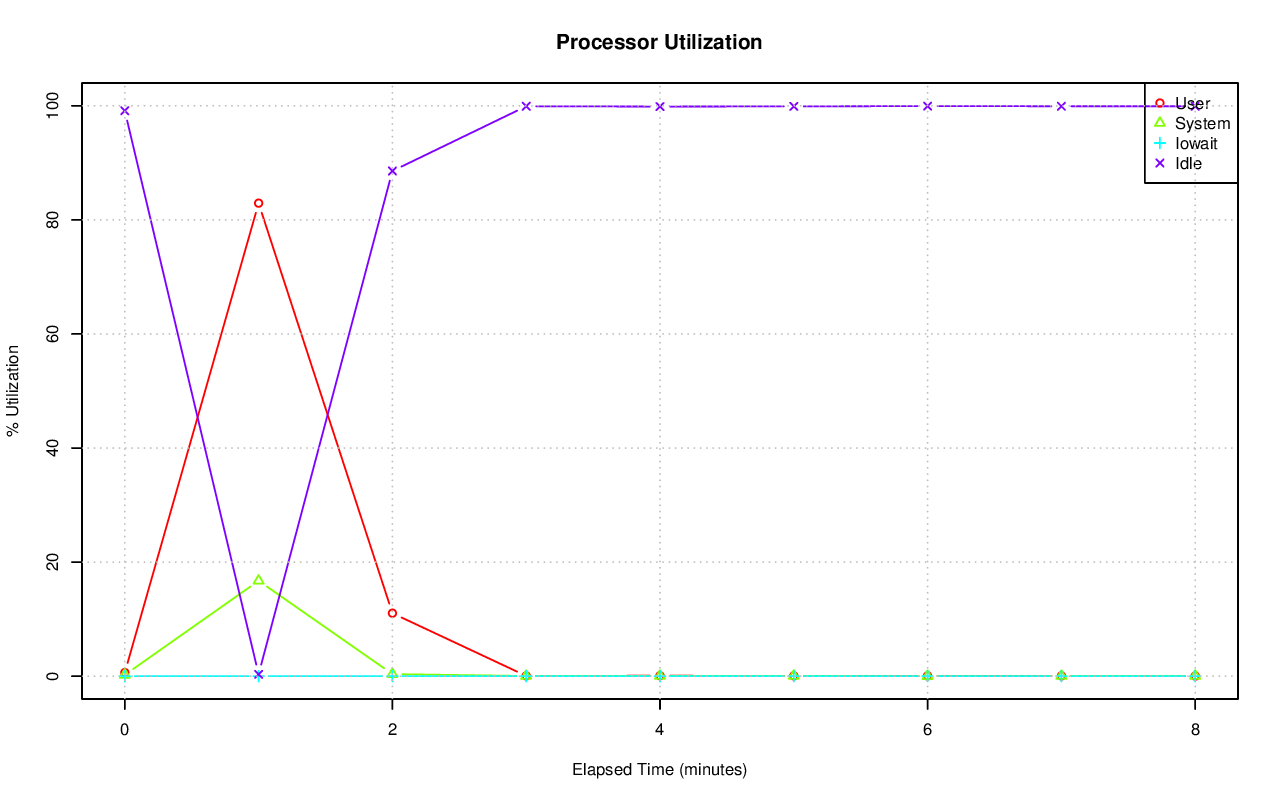 Processor Utilization
100
80
60
40
20
0
% Utilization
User
System
Iowait
Idle
0 2 4 6 8
Elapsed Time (minutes)